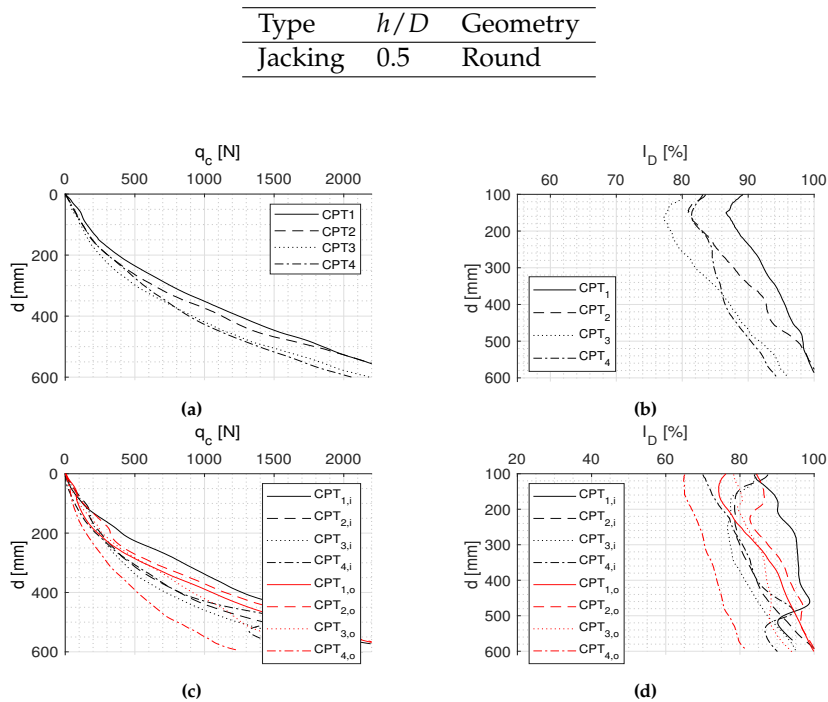 Type h/D Geometry
Jacking 0.5 Round
q_c [N]
0 500 1000 1500 2000
d [mm]
0
200
400
600
CPT1
CPT2
CPT3
CPT4
(a)
I_D [%]
60 70 80 90 100
d [mm]
100
200
300
400
500
600
CPT_1
CPT_2
CPT_3
CPT_4
(b)
q_c [N]
0 500 1000 1500 2000
d [mm]
0
200
400
600
CPT_1,i
CPT_2,i
CPT_3,i
CPT_4,i
CPT_1,o
CPT_2,o
CPT_3,o
CPT_4,o
(c)
I_D [%]
20 40 60 80 100
d [mm]
100
200
300
400
500
600
CPT_1,i
CPT_2,i
CPT_3,i
CPT_4,i
CPT_1,o
CPT_2,o
CPT_3,o
CPT_4,o
(d)